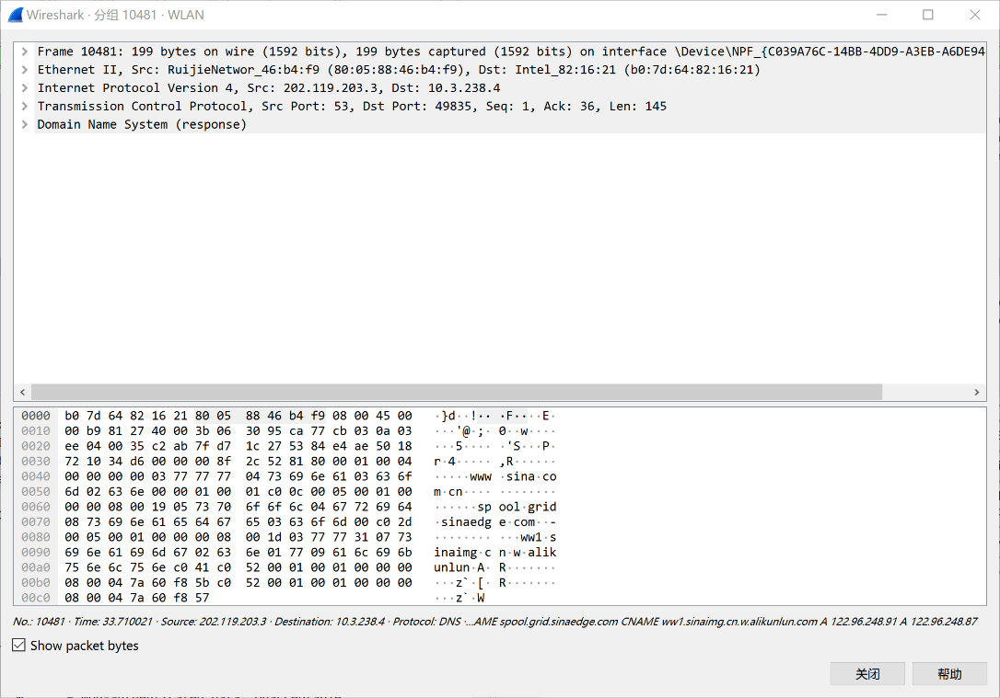 Wireshark · 分组 10481 · WLAN
Frame 10481: 199 bytes on wire (1592 bits), 199 bytes captured (1592 bits) on interface \Device\NPF_{C039A76C-14BB-4DD9-A3EB-A6DE94
Ethernet II, Src: RuijieNetwor_46:b4:f9 (80:05:88:46:b4:f9), Dst: Intel_82:16:21 (b0:7d:64:82:16:21)
Internet Protocol Version 4, Src: 202.119.203.3, Dst: 10.3.238.4
Transmission Control Protocol, Src Port: 53, Dst Port: 49835, Seq: 1, Ack: 36, Len: 145
Domain Name System (response)
0000 b0 7d 64 82 16 21 80 05 88 46 b4 f9 08 00 45 00 ·}d··!·· ·F····E·
0010 00 b9 81 27 40 00 3b 06 30 95 ca 77 cb 03 0a 03 ···'@·;· 0··w····
0020 ee 04 00 35 c2 ab 7f d7 1c 27 53 84 e4 ae 50 18 ···5···· ·'S···P·
0030 72 10 34 d6 00 00 00 8f 2c 52 81 80 00 01 00 04 r·4····· ,R······
0040 00 00 00 00 03 77 77 77 04 73 69 6e 61 03 63 6f ·····www ·sina·co
0050 6d 02 63 6e 00 00 01 00 01 c0 0c 00 05 00 01 00 m·cn···· ········
0060 00 00 08 00 19 05 73 70 6f 6f 6c 04 67 72 69 64 ······sp ool·grid
0070 08 73 69 6e 61 65 64 67 65 03 63 6f 6d 00 c0 2d ·sinaedg e·com··-
0080 00 05 00 01 00 00 00 08 00 1d 03 77 77 31 07 73 ········ ···ww1·s
0090 69 6e 61 69 6d 67 02 63 6e 01 77 09 61 6c 69 6b inaimg·c n·w·alik
00a0 75 6e 6c 75 6e c0 41 c0 52 00 01 00 01 00 00 00 unlun·A· R·······
00b0 08 00 04 7a 60 f8 5b c0 52 00 01 00 01 00 00 00 ···z`·[· R·······
00c0 08 00 04 7a 60 f8 57 ···z`·W
No.: 10481 · Time: 33.710021 · Source: 202.119.203.3 · Destination: 10.3.238.4 · Protocol: DNS ·...AME spool.grid.sinaedge.com CNAME ww1.sinaimg.cn.w.alikunlun.com A 122.96.248.91 A 122.96.248.87
Show packet bytes
关闭 帮助